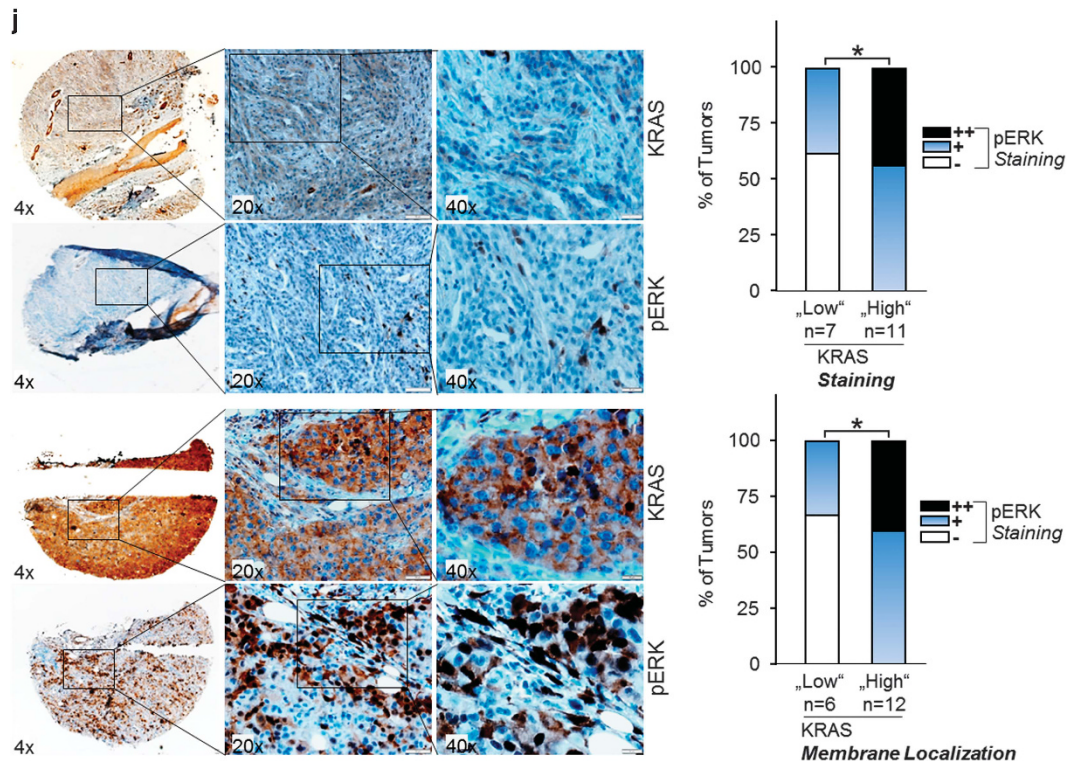 j
4x
20x
40x
KRAS
4x
20x
40x
pERK
4x
20x
40x
KRAS
4x
20x
40x
pERK
% of Tumors
100
75
50
25
0
*
„Low“
n=7
„High“
n=11
KRAS
Staining
++
+
-
pERK
Staining
% of Tumors
100
75
50
25
0
*
„Low“
n=6
„High“
n=12
KRAS
Membrane Localization
++
+
-
pERK
Staining